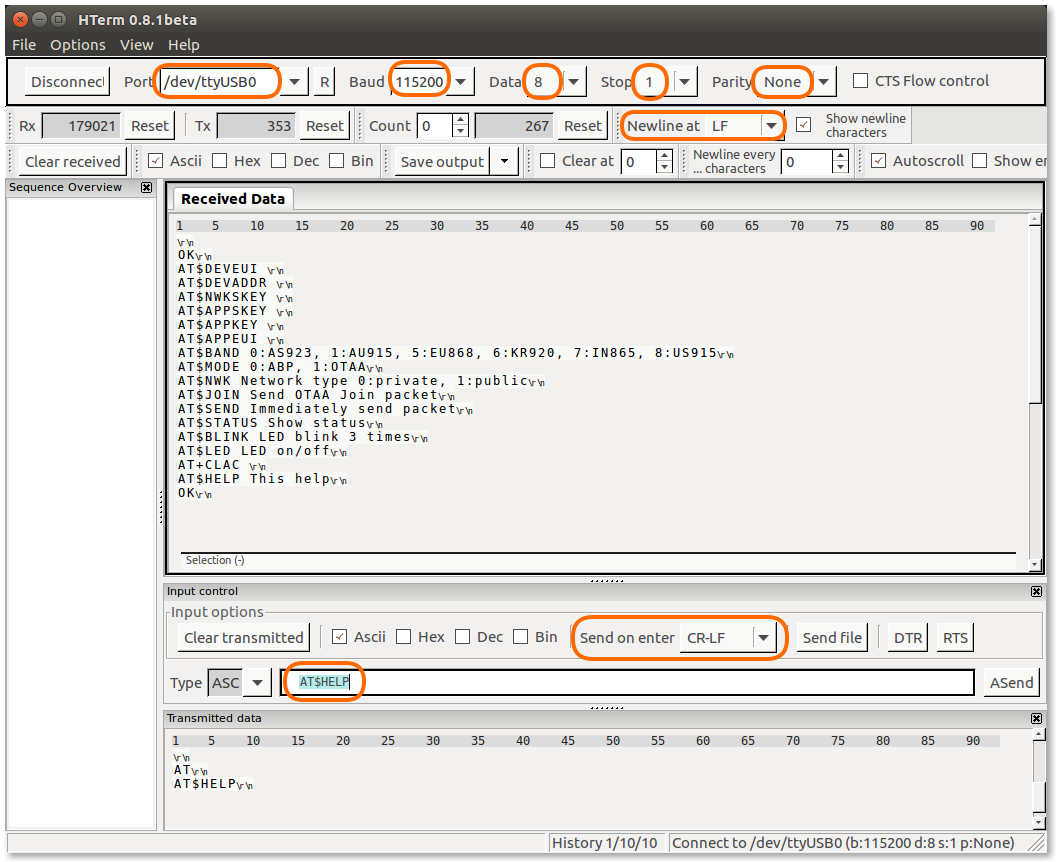 HTerm 0.8.1beta
File Options View Help
Disconnect Port /dev/ttyUSB0 R Baud 115200 Data 8 Stop 1 Parity None CTS Flow control
Rx 179021 Reset Tx 353 Reset Count 0 267 Reset Newline at LF Show newline characters
Clear received Ascii Hex Dec Bin Save output Clear at 0 Newline every ... characters 0 Autoscroll Show er
Sequence Overview
Received Data
1 5 10 15 20 25 30 35 40 45 50 55 60 65 70 75 80 85 90
\r\n
OK\r\n
AT$DEVEUI \r\n
AT$DEVADDR \r\n
AT$NWKSKEY \r\n
AT$APPSKEY \r\n
AT$APPKEY \r\n
AT$APPEUI \r\n
AT$BAND 0:AS923, 1:AU915, 5:EU868, 6:KR920, 7:IN865, 8:US915\r\n
AT$MODE 0:ABP, 1:OTAA\r\n
AT$NWK Network type 0:private, 1:public\r\n
AT$JOIN Send OTAA Join packet\r\n
AT$SEND Immediately send packet\r\n
AT$STATUS Show status\r\n
AT$BLINK LED blink 3 times\r\n
AT$LED LED on/off\r\n
AT+CLAC \r\n
AT$HELP This help\r\n
OK\r\n
Selection (-)
Input control
Input options
Clear transmitted Ascii Hex Dec Bin Send on enter CR-LF Send file DTR RTS
Type ASC AT$HELP ASend
Transmitted data
1 5 10 15 20 25 30 35 40 45 50 55 60 65 70 75 80 85 90
\r\n
AT\r\n
AT$HELP\r\n
History 1/10/10 Connect to /dev/ttyUSB0 (b:115200 d:8 s:1 p:None)